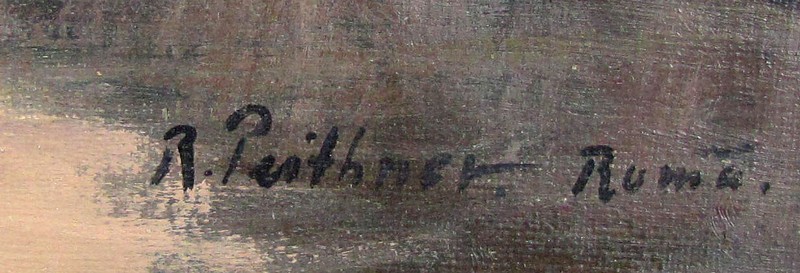 R. Peithner. Roma.